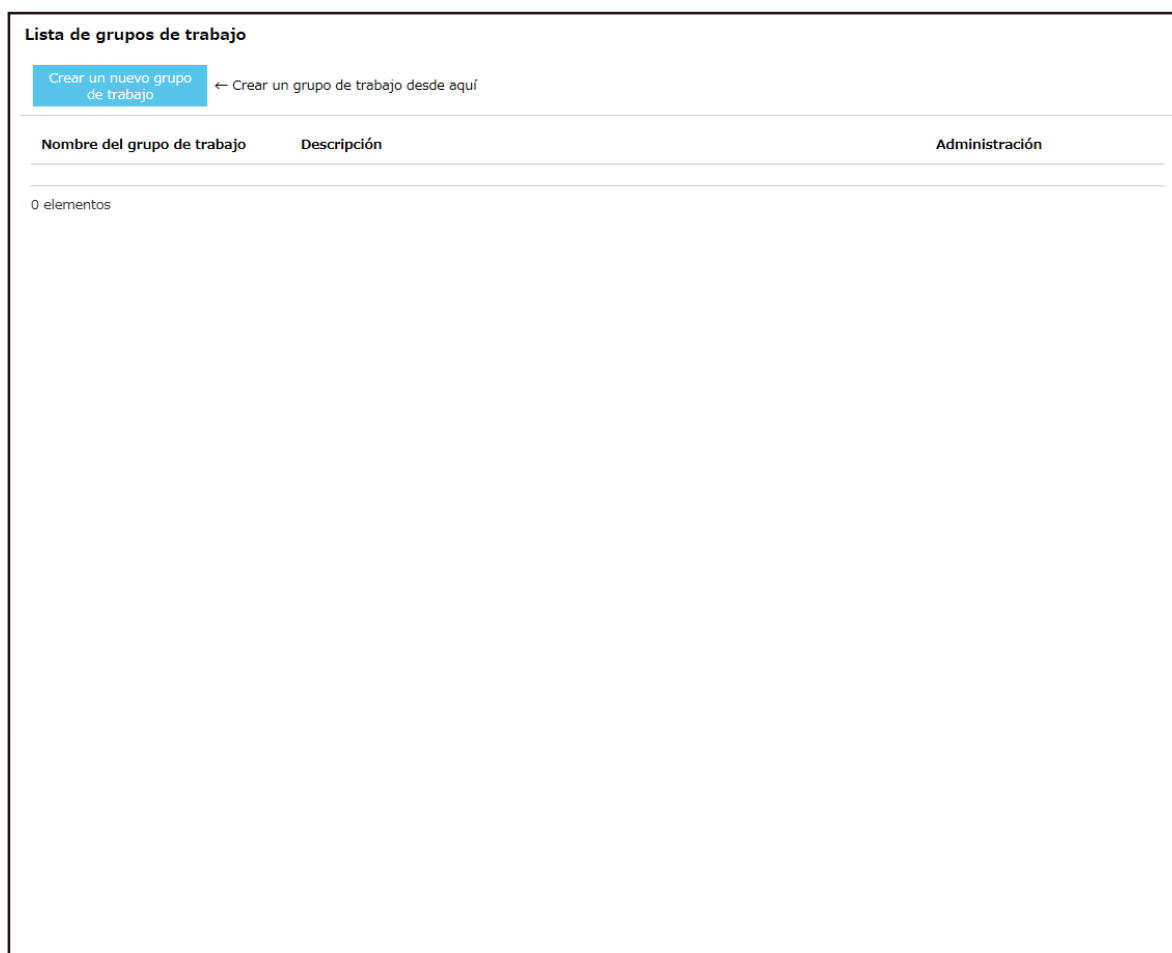 Lista de grupos de trabajo
Crear un nuevo grupo
de trabajo
← Crear un grupo de trabajo desde aquí
Nombre del grupo de trabajo Descripción Administración
0 elementos